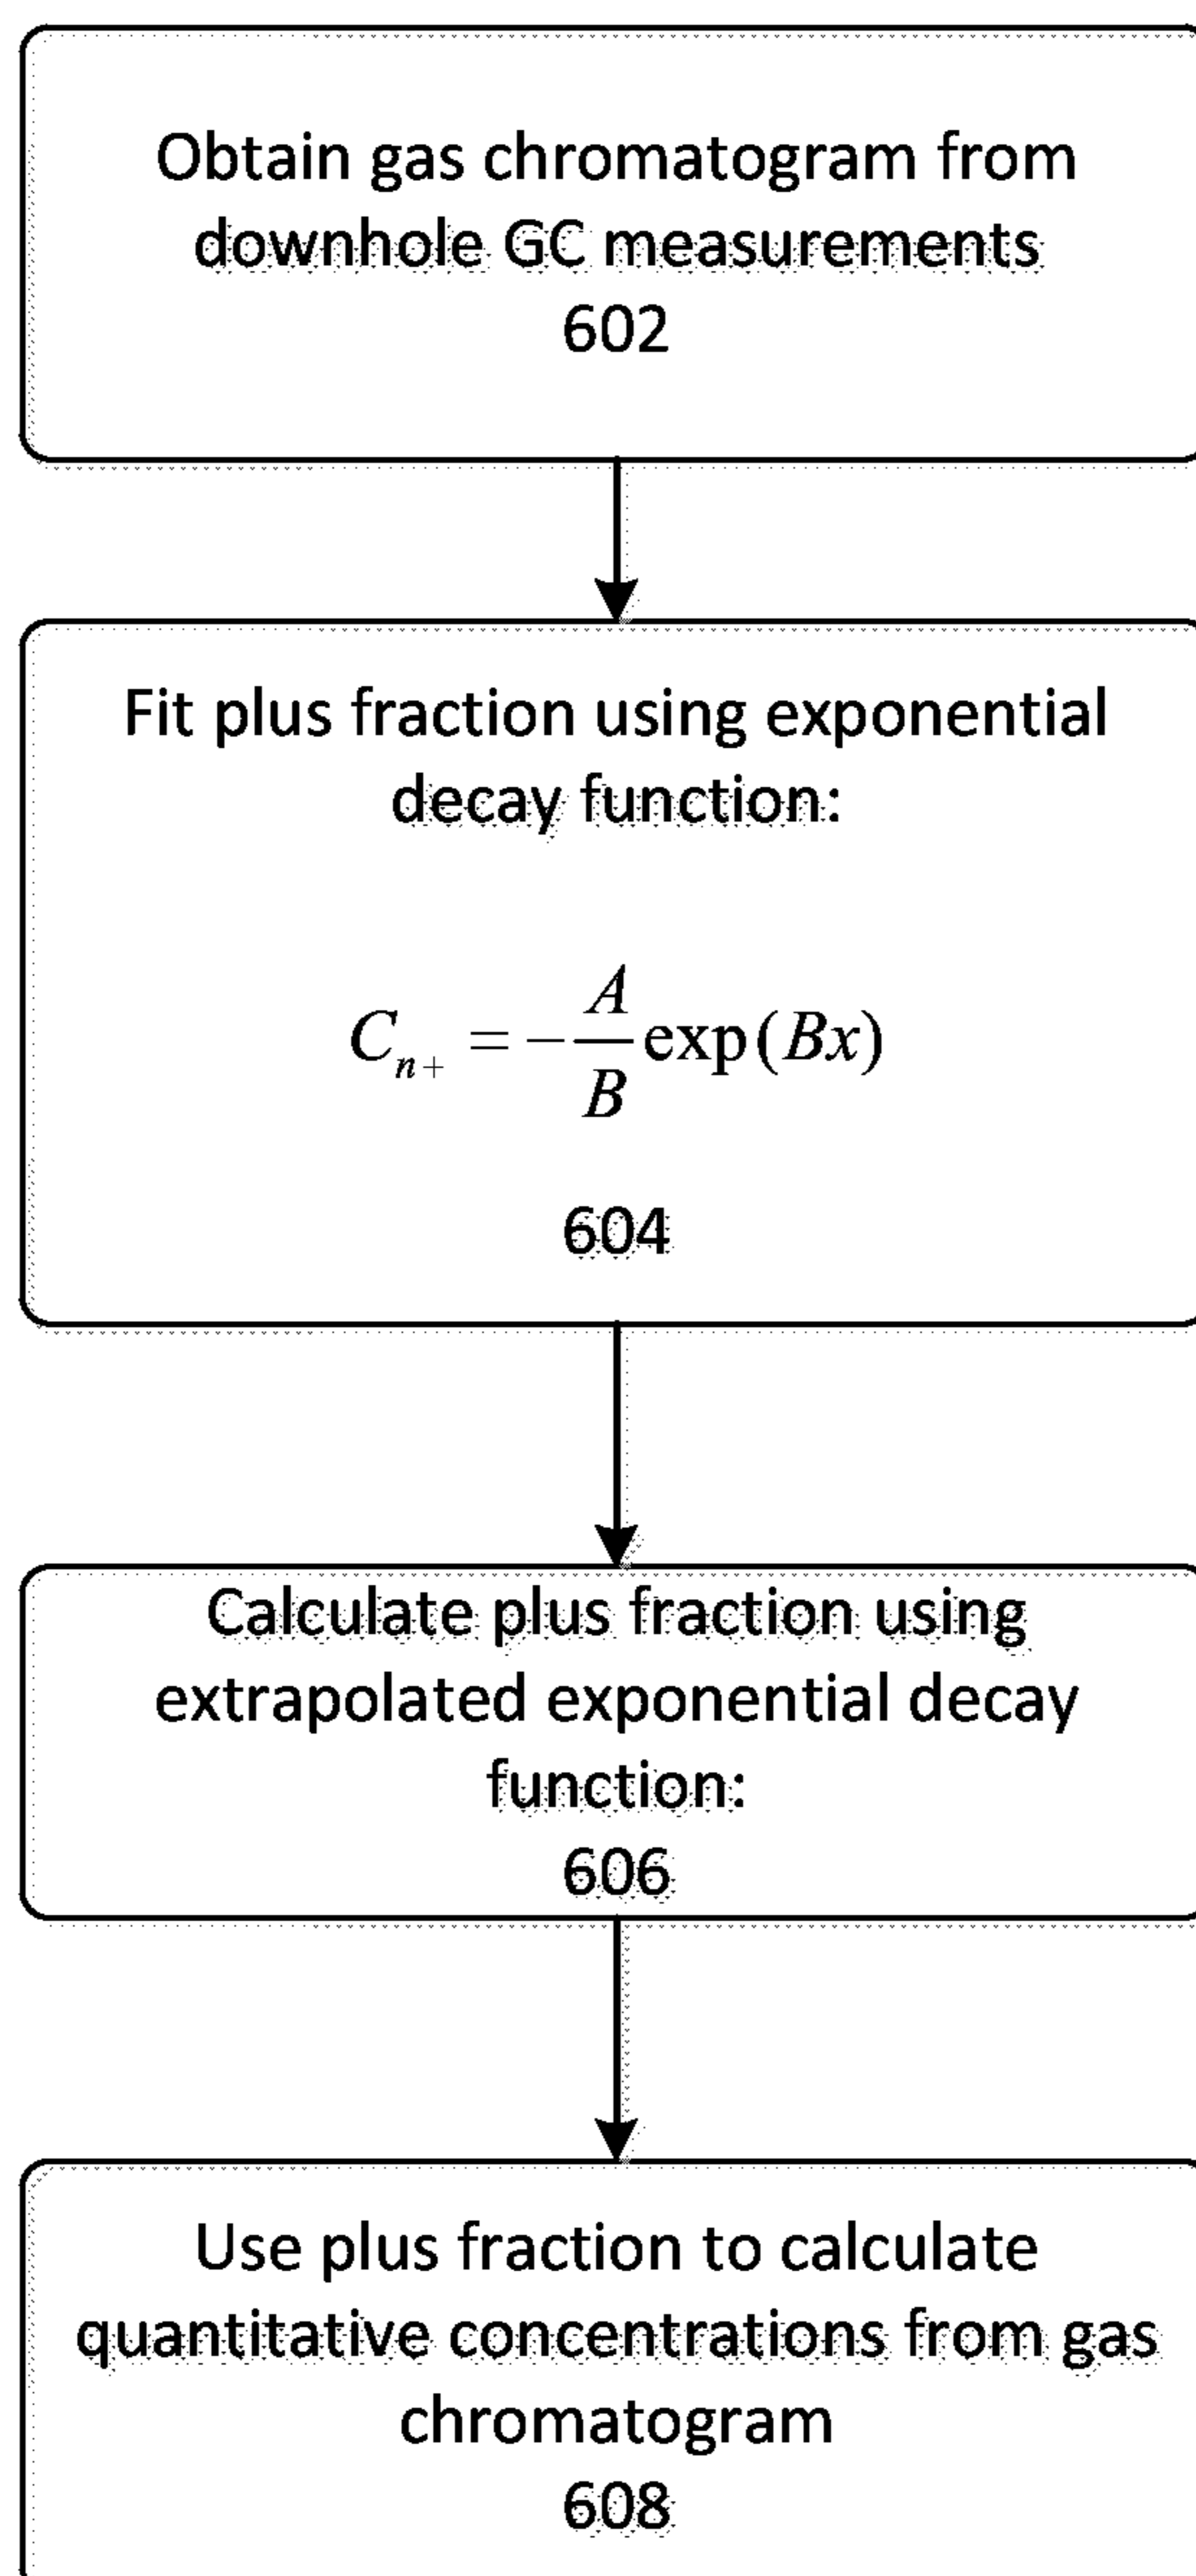 Obtain gas chromatogram from
downhole GC measurements
602
Fit plus fraction using exponential
decay function:
C_{n+} = -\frac{A}{B} exp(Bx)
604
Calculate plus fraction using
extrapolated exponential decay
function:
606
Use plus fraction to calculate
quantitative concentrations from gas
chromatogram
608